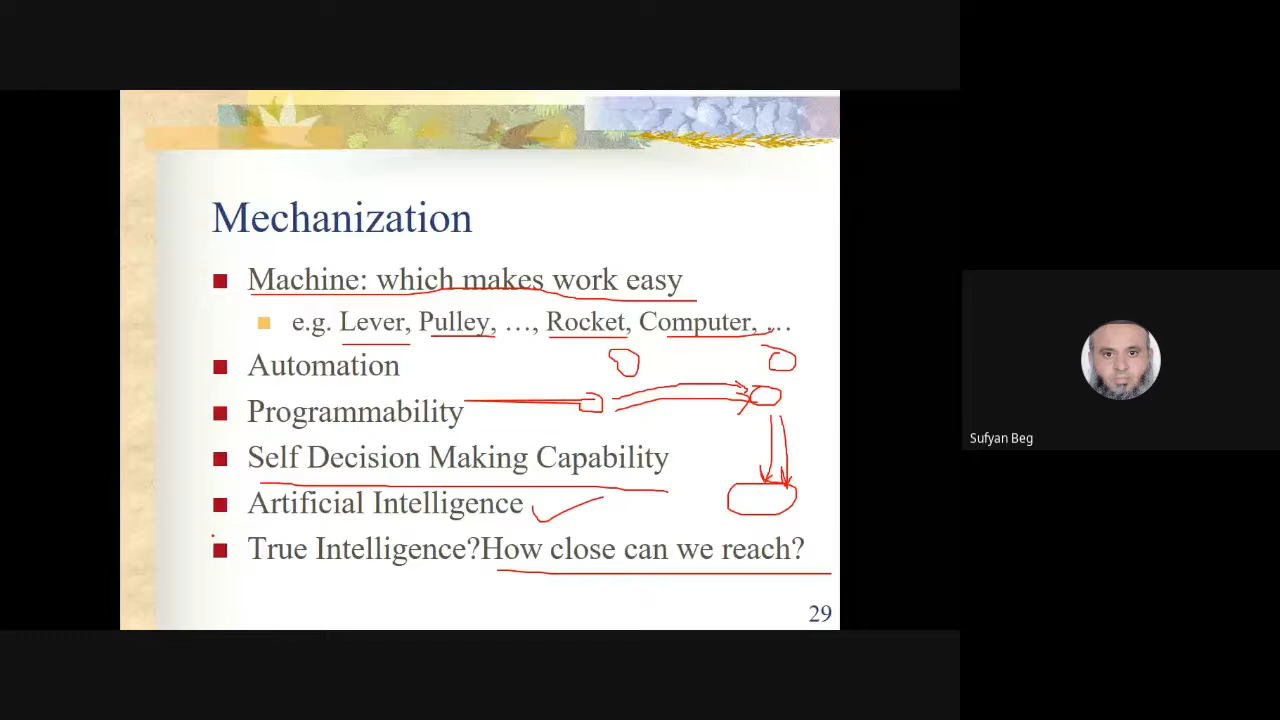 Mechanization
Machine: which makes work easy
e.g. Lever, Pulley, …, Rocket, Computer, …
Automation
Programmability
Self Decision Making Capability
Artificial Intelligence
True Intelligence?How close can we reach?
29
Sufyan Beg